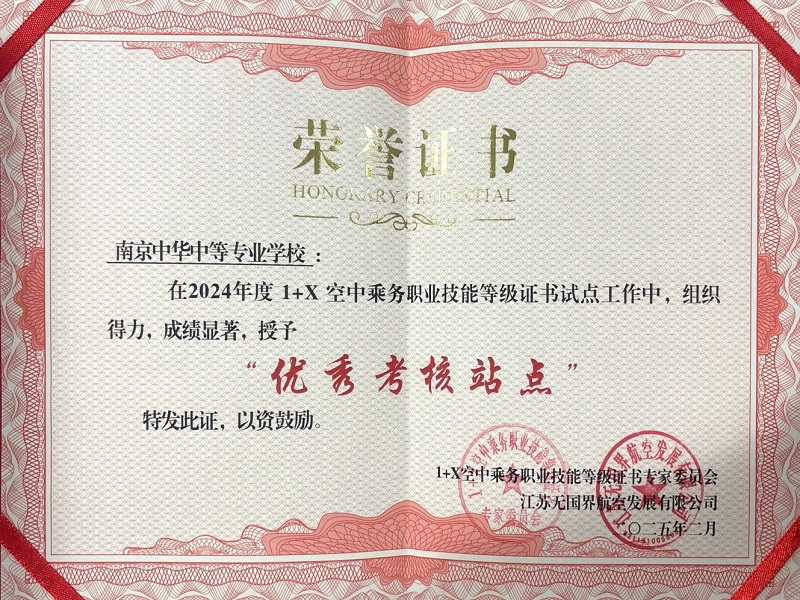 荣誉证书
HONORARY CREDENTIAL
南京中华中等专业学校：
在2024年度 1+X 空中乘务职业技能等级证书试点工作中，组织
得力，成绩显著，授予
“优秀考核站点”
特发此证，以资鼓励。
1+X空中乘务职业技能等级证书专家委员会
江苏无国界航空发展有限公司
二〇二五年二月
专家委员会